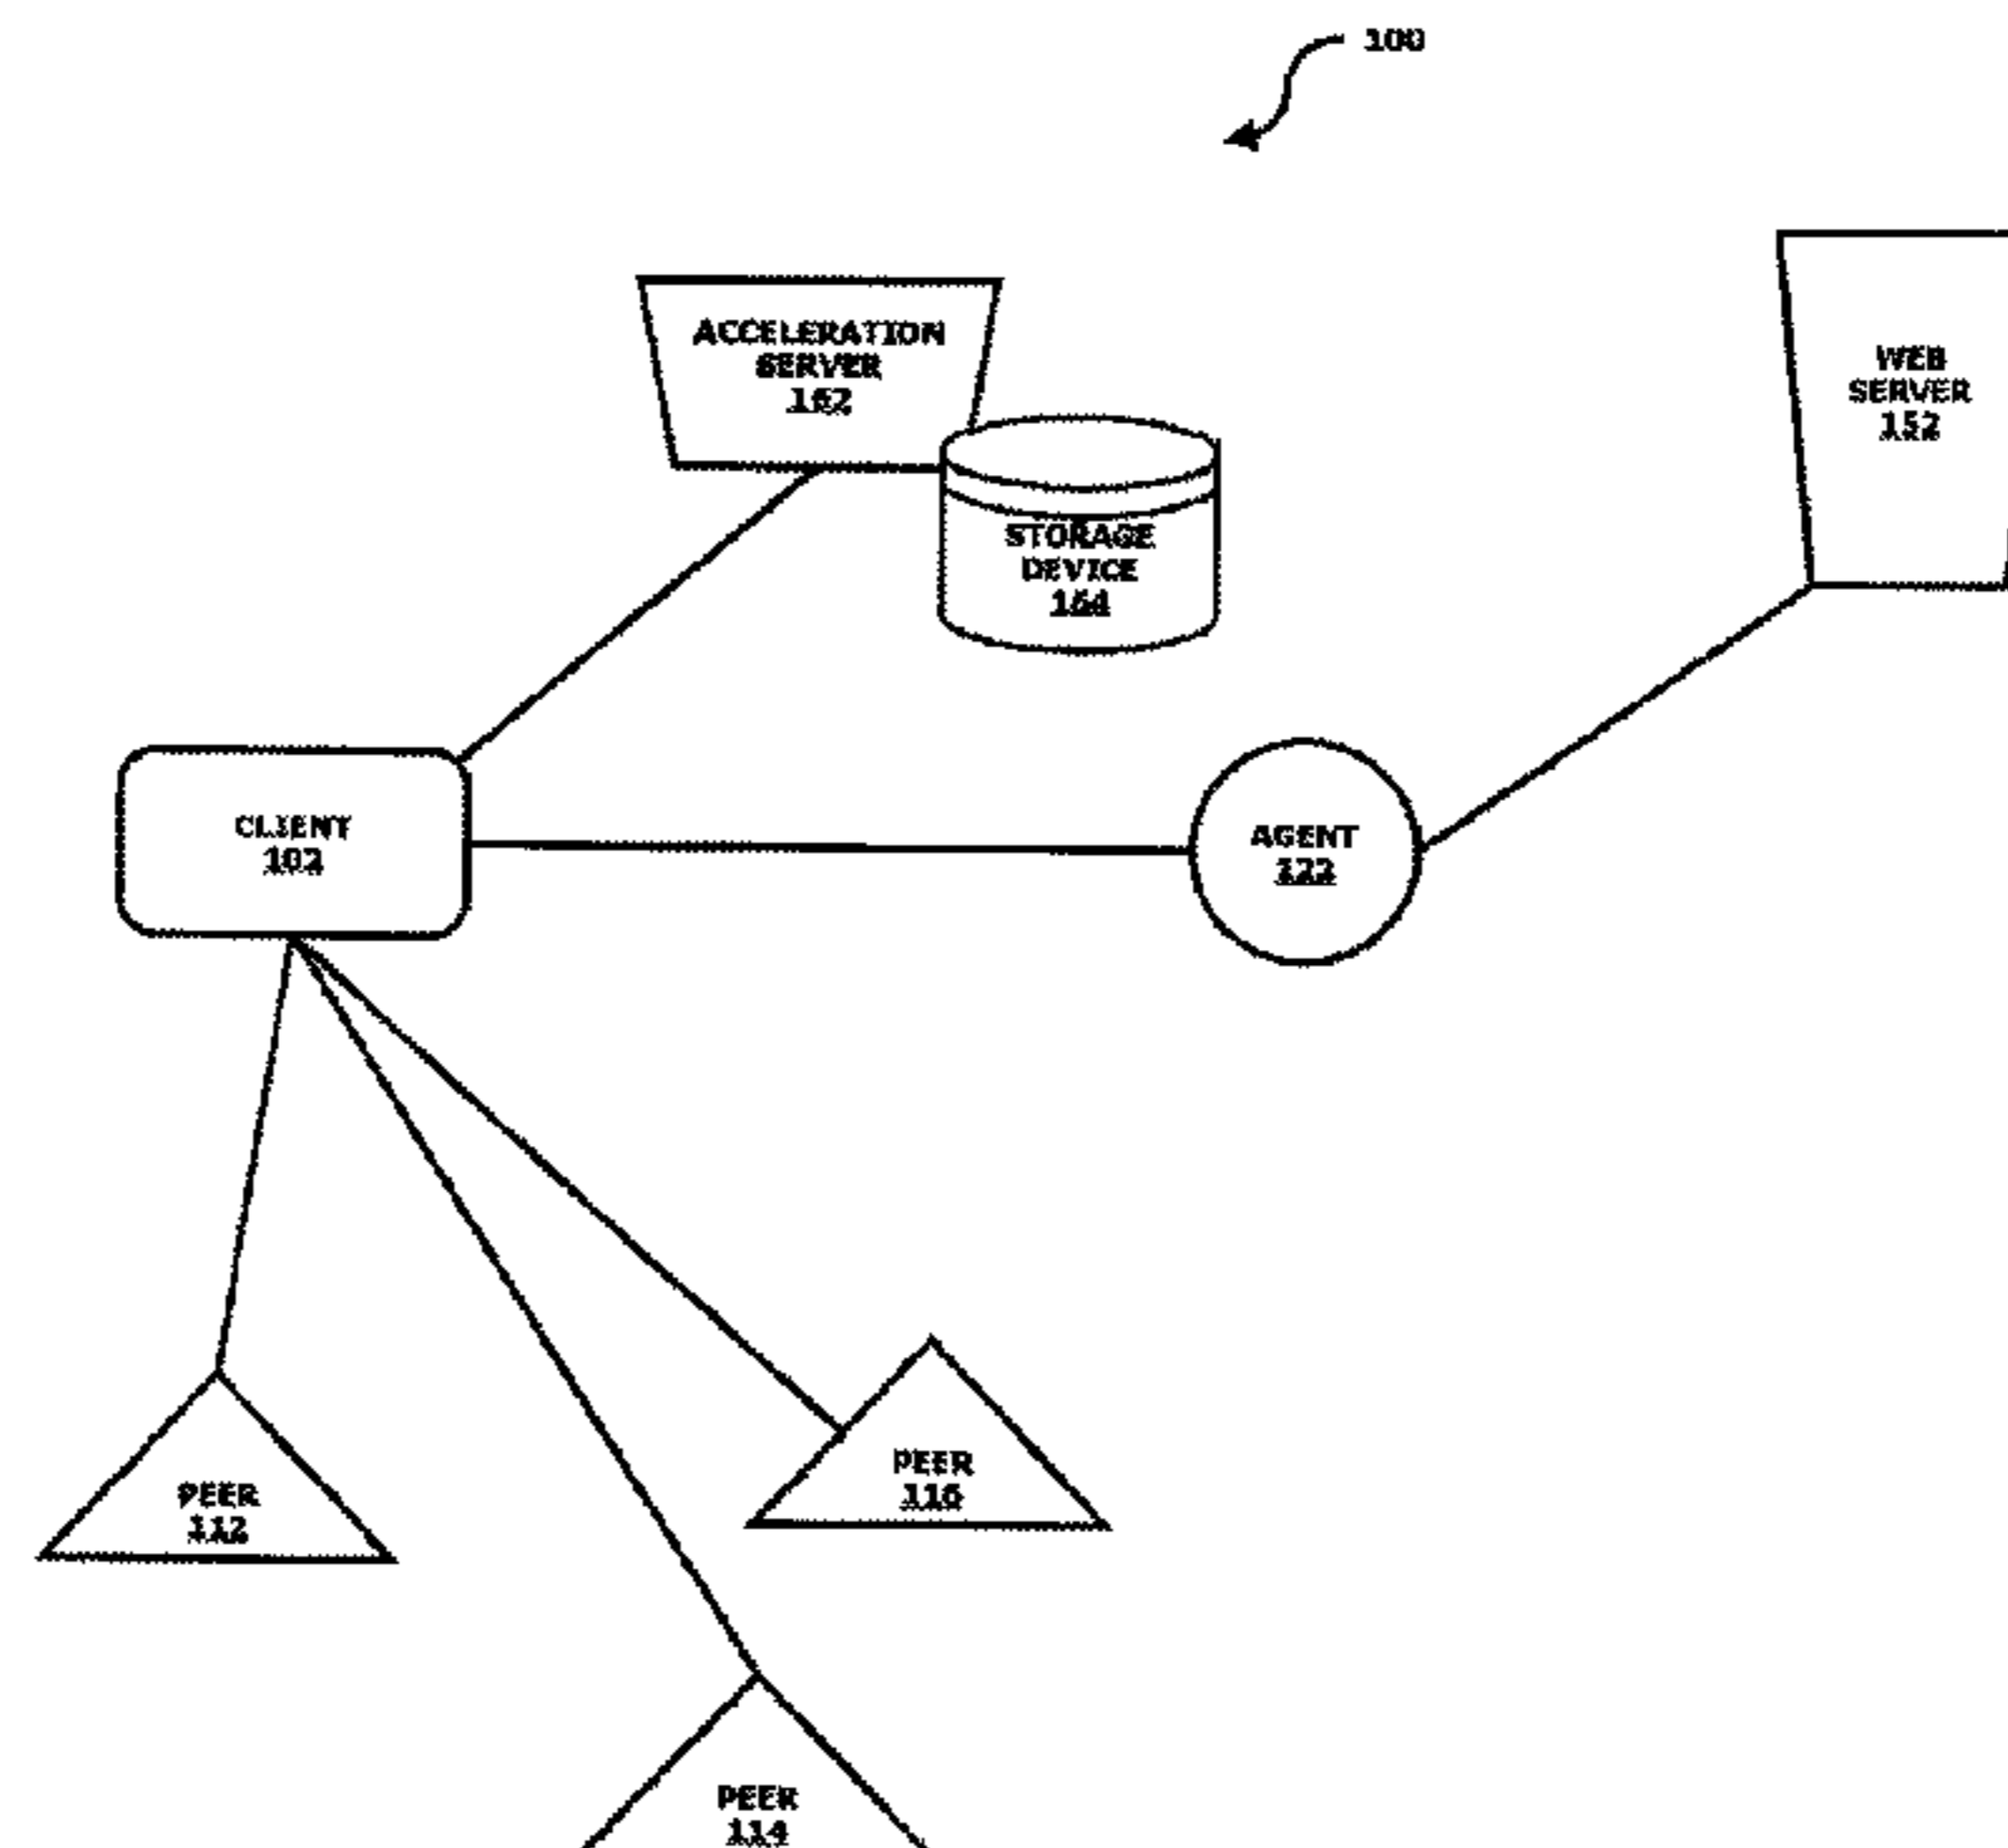 100
ACCELERATION
SERVER
162
WEB
SERVER
152
STORAGE
DEVICE
164
CLIENT
102
AGENT
122
PEER
116
PEER
112
PEER
114